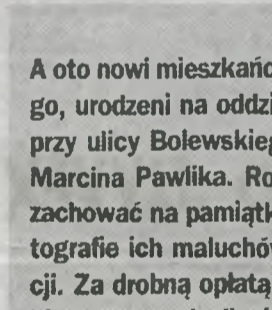 A oto nowi mieszkańc
go, urodzeni na oddzi
przy ulicy Bolewskieg
Marcina Pawlika. Ro
zachować na pamiątk
tografie ich maluchów
cji. Za drobną opłatą